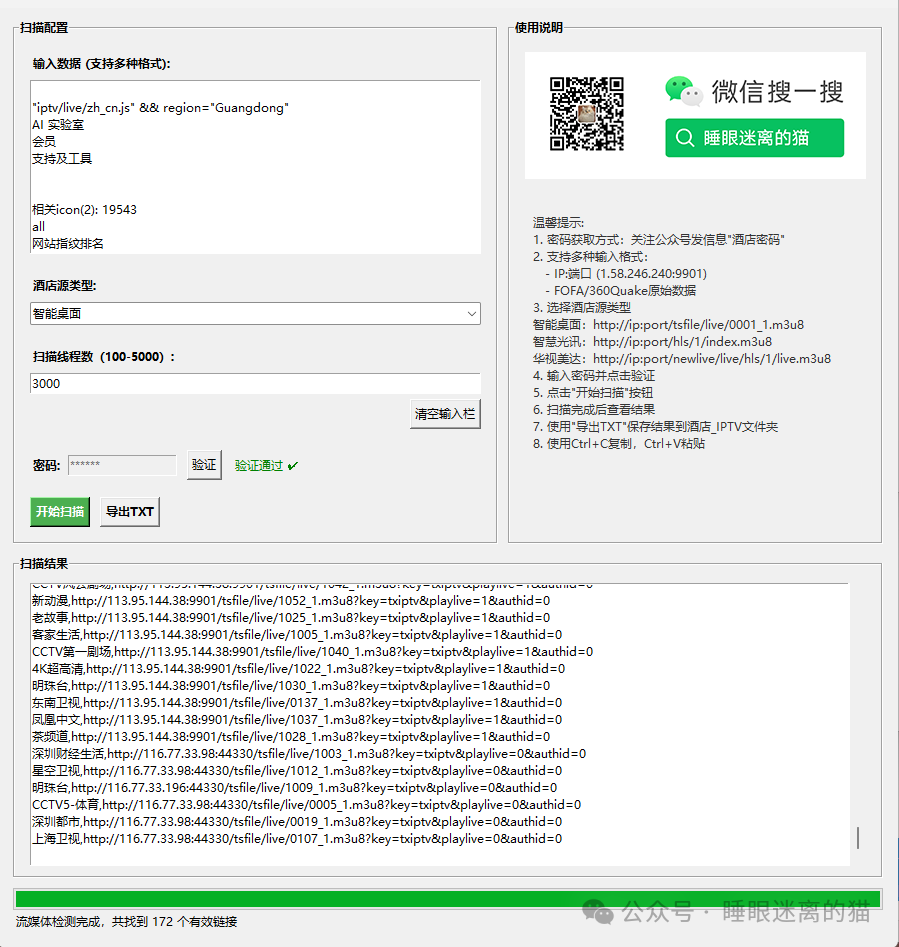 扫描配置
输入数据 (支持多种格式):
"iptv/live/zh_cn.js" && region="Guangdong"
AI 实验室
会员
支持及工具
相关icon(2): 19543
all
网站指纹排名
酒店源类型:
智能桌面
扫描线程数（100-5000）:
3000
清空输入栏
密码: ****** 验证 验证通过 ✔
开始扫描 导出TXT
使用说明
微信搜一搜
睡眼迷离的猫
温馨提示:
1. 密码获取方式：关注公众号发信息"酒店密码"
2. 支持多种输入格式:
- IP:端口 (1.58.246.240:9901)
- FOFA/360Quake原始数据
3. 选择酒店源类型
智能桌面：http://ip:port/tsfile/live/0001_1.m3u8
智慧光讯：http://ip:port/hls/1/index.m3u8
华视美达：http://ip:port/newlive/live/hls/1/live.m3u8
4. 输入密码并点击验证
5. 点击"开始扫描"按钮
6. 扫描完成后查看结果
7. 使用"导出TXT"保存结果到酒店_IPTV文件夹
8. 使用Ctrl+C复制，Ctrl+V粘贴
扫描结果
CCTV风云剧场,http://113.95.144.38:9901/tsfile/live/1042_1.m3u8?key=txiptv&playlive=1&authid=0
新动漫,http://113.95.144.38:9901/tsfile/live/1052_1.m3u8?key=txiptv&playlive=1&authid=0
老故事,http://113.95.144.38:9901/tsfile/live/1025_1.m3u8?key=txiptv&playlive=1&authid=0
客家生活,http://113.95.144.38:9901/tsfile/live/1005_1.m3u8?key=txiptv&playlive=1&authid=0
CCTV第一剧场,http://113.95.144.38:9901/tsfile/live/1040_1.m3u8?key=txiptv&playlive=1&authid=0
4K超高清,http://113.95.144.38:9901/tsfile/live/1022_1.m3u8?key=txiptv&playlive=1&authid=0
明珠台,http://113.95.144.38:9901/tsfile/live/1030_1.m3u8?key=txiptv&playlive=1&authid=0
东南卫视,http://113.95.144.38:9901/tsfile/live/0137_1.m3u8?key=txiptv&playlive=1&authid=0
凤凰中文,http://113.95.144.38:9901/tsfile/live/1037_1.m3u8?key=txiptv&playlive=1&authid=0
茶频道,http://113.95.144.38:9901/tsfile/live/1028_1.m3u8?key=txiptv&playlive=1&authid=0
深圳财经生活,http://116.77.33.98:44330/tsfile/live/1003_1.m3u8?key=txiptv&playlive=0&authid=0
星空卫视,http://116.77.33.98:44330/tsfile/live/1012_1.m3u8?key=txiptv&playlive=0&authid=0
明珠台,http://116.77.33.196:44330/tsfile/live/1009_1.m3u8?key=txiptv&playlive=0&authid=0
CCTV5-体育,http://116.77.33.98:44330/tsfile/live/0005_1.m3u8?key=txiptv&playlive=0&authid=0
深圳都市,http://116.77.33.98:44330/tsfile/live/0019_1.m3u8?key=txiptv&playlive=0&authid=0
上海卫视,http://116.77.33.98:44330/tsfile/live/0107_1.m3u8?key=txiptv&playlive=0&authid=0
流媒体检测完成，共找到 172 个有效链接
公众号 · 睡眼迷离的猫